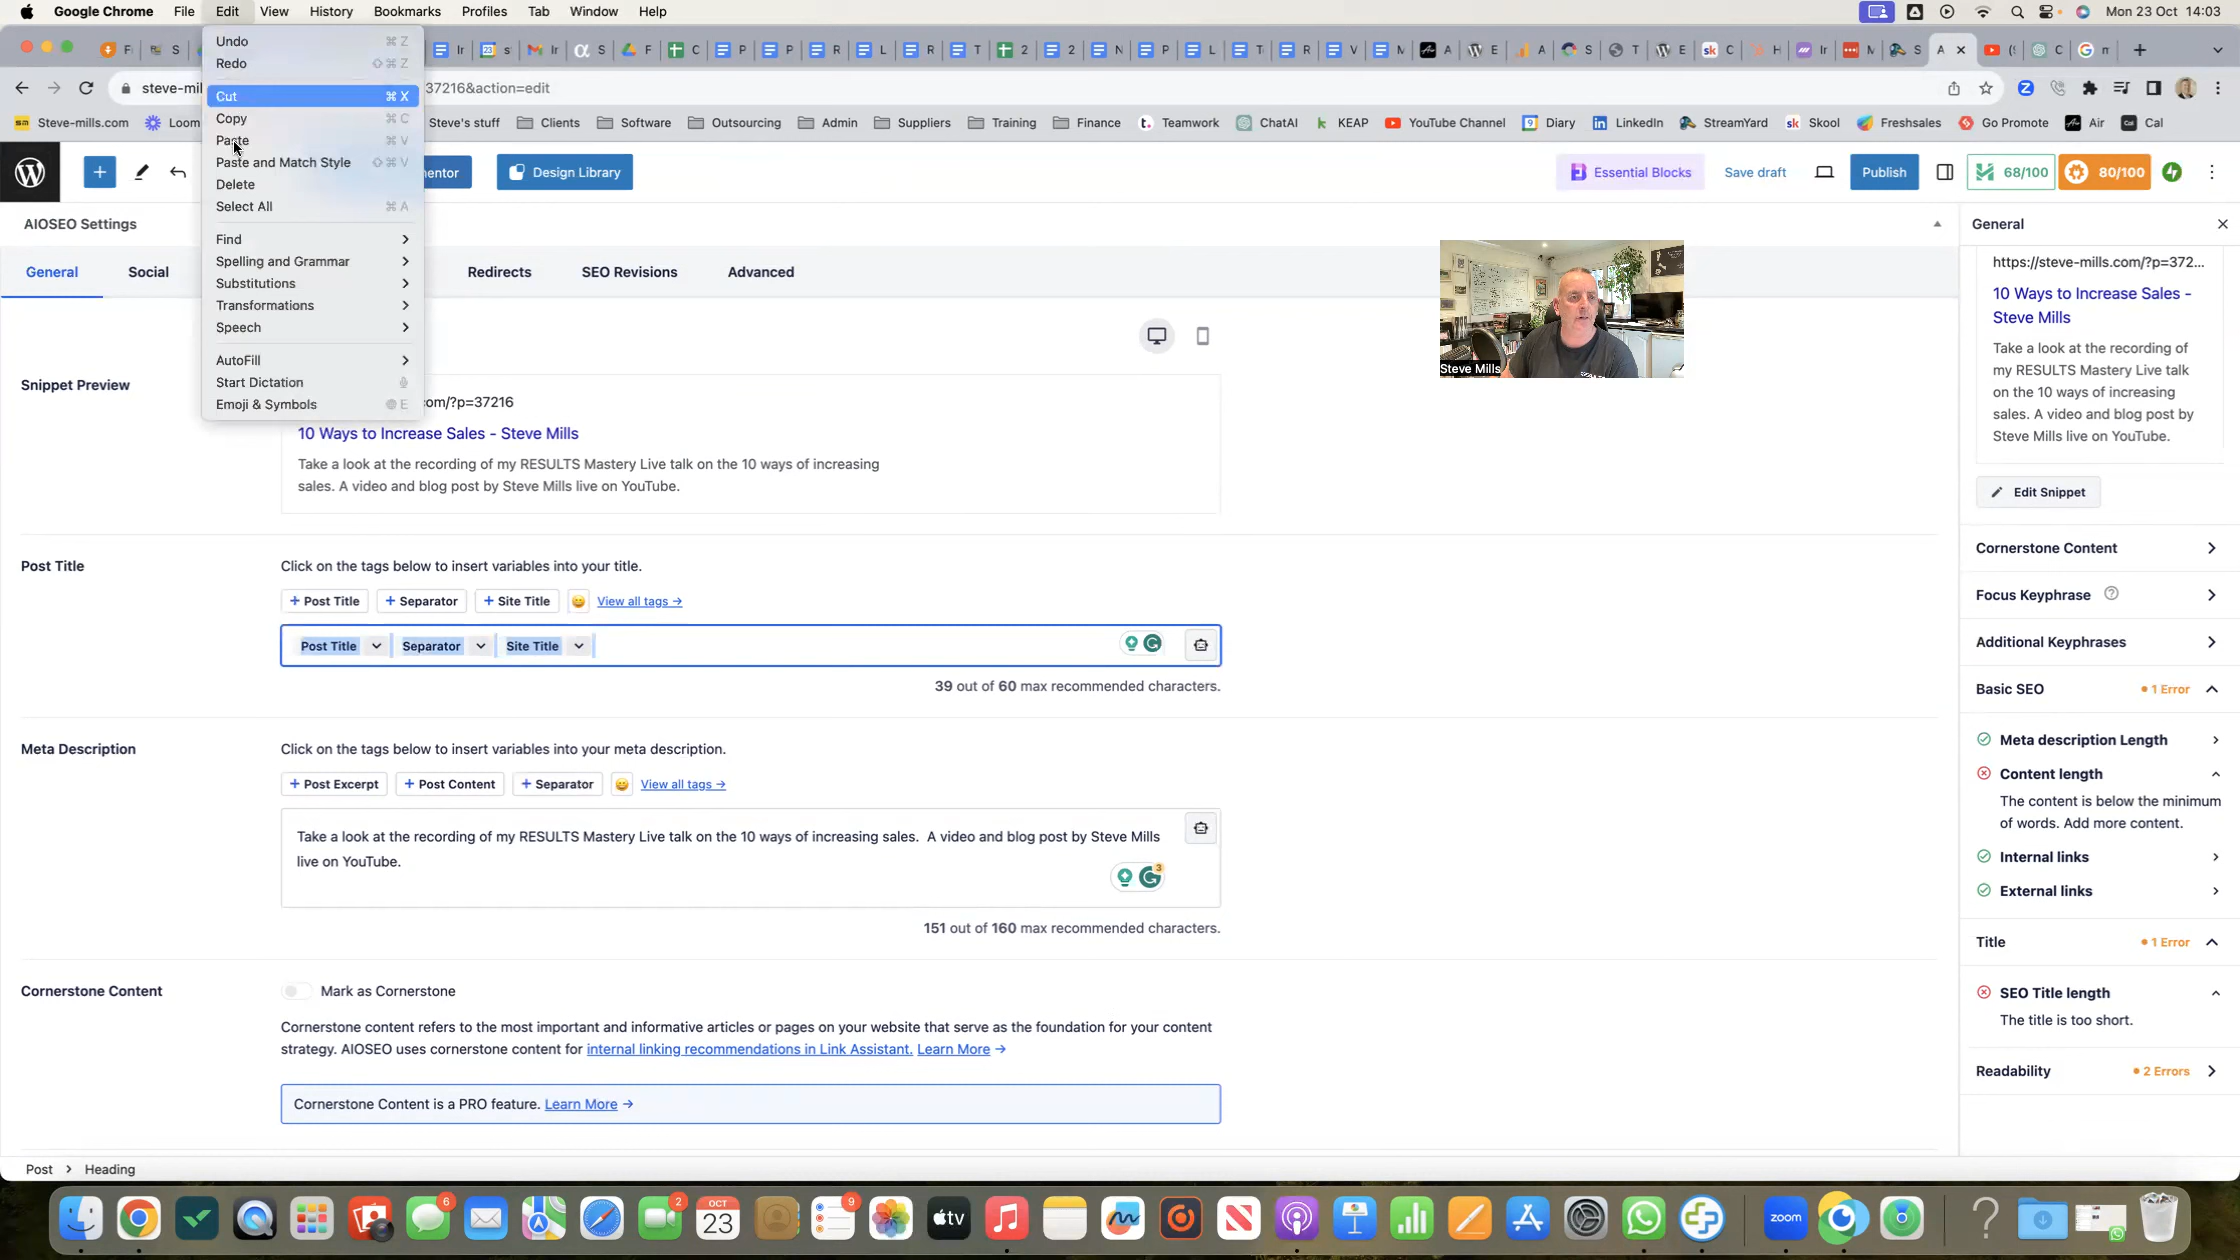 Google Chrome File Edit View History Bookmarks Profiles Tab Window Help Mon 23 Oct 14:03
steve-mil 37216&action=edit
Steve-mills.com Loom Steve's stuff Clients Software Outsourcing Admin Suppliers Training Finance Teamwork ChatAI KEAP YouTube Channel Diary LinkedIn StreamYard Skool Freshsales Go Promote Air Cal
Undo ⌘ Z
Redo ⇧⌘ Z
Cut ⌘ X
Copy ⌘ C
Paste ⌘ V
Paste and Match Style ⇧⌘ V
Delete
Select All ⌘ A
Find
Spelling and Grammar
Substitutions
Transformations
Speech
AutoFill
Start Dictation
Emoji & Symbols E
mentor Design Library Essential Blocks Save draft Publish 68/100 80/100
AIOSEO Settings
General Social Redirects SEO Revisions Advanced
Steve Mills
Snippet Preview
com/?p=37216
10 Ways to Increase Sales - Steve Mills
Take a look at the recording of my RESULTS Mastery Live talk on the 10 ways of increasing
sales. A video and blog post by Steve Mills live on YouTube.
Post Title
Click on the tags below to insert variables into your title.
+ Post Title + Separator + Site Title View all tags →
Post Title Separator Site Title
39 out of 60 max recommended characters.
Meta Description
Click on the tags below to insert variables into your meta description.
+ Post Excerpt + Post Content + Separator View all tags →
Take a look at the recording of my RESULTS Mastery Live talk on the 10 ways of increasing sales. A video and blog post by Steve Mills
live on YouTube.
151 out of 160 max recommended characters.
Cornerstone Content
Mark as Cornerstone
Cornerstone content refers to the most important and informative articles or pages on your website that serve as the foundation for your content
strategy. AIOSEO uses cornerstone content for internal linking recommendations in Link Assistant. Learn More →
Cornerstone Content is a PRO feature. Learn More →
Post > Heading
General
https://steve-mills.com/?p=372...
10 Ways to Increase Sales -
Steve Mills
Take a look at the recording of
my RESULTS Mastery Live talk
on the 10 ways of increasing
sales. A video and blog post by
Steve Mills live on YouTube.
Edit Snippet
Cornerstone Content
Focus Keyphrase
Additional Keyphrases
Basic SEO 1 Error
Meta description Length
Content length
The content is below the minimum
of words. Add more content.
Internal links
External links
Title 1 Error
SEO Title length
The title is too short.
Readability 2 Errors
6 2 OCT 23 9 tv zoom